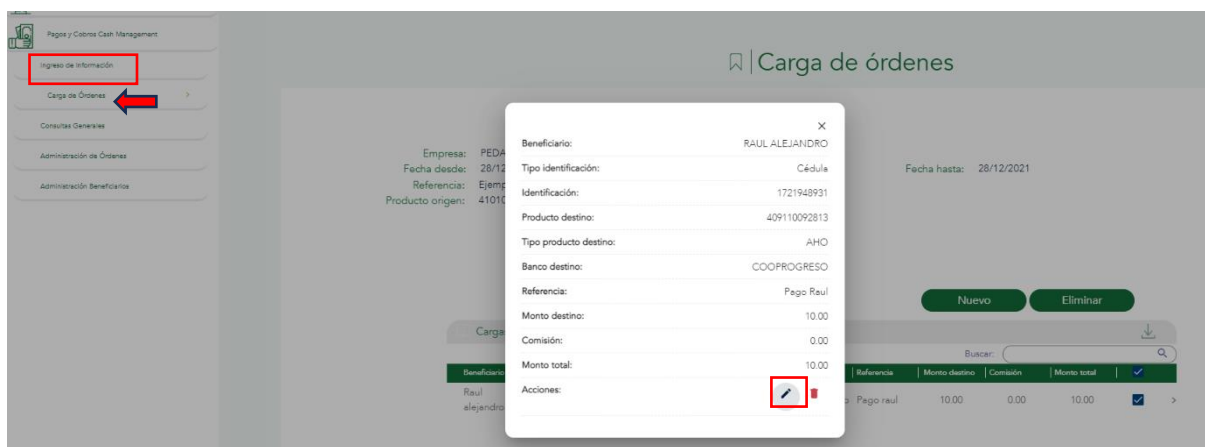 Pagos y Cobros Cash Management
Ingreso de Información
Carga de Órdenes
Consultas Generales
Administración de Órdenes
Administración Beneficiarios
Carga de órdenes
Empresa: PEDA
Fecha desde: 28/12
Fecha hasta: 28/12/2021
Referencia: Ejemp
Producto origen: 41010
Beneficiario: RAUL ALEJANDRO
Tipo identificación: Cédula
Identificación: 1721948931
Producto destino: 409110092813
Tipo producto destino: AHO
Banco destino: COOPROGRESO
Referencia: Pago Raul
Monto destino: 10.00
Comisión: 0.00
Monto total: 10.00
Acciones:
Nuevo Eliminar
Carga
Buscar:
Beneficiario Referencia Monto destino Comisión Monto total
Raul alejandro Pago raul 10.00 0.00 10.00